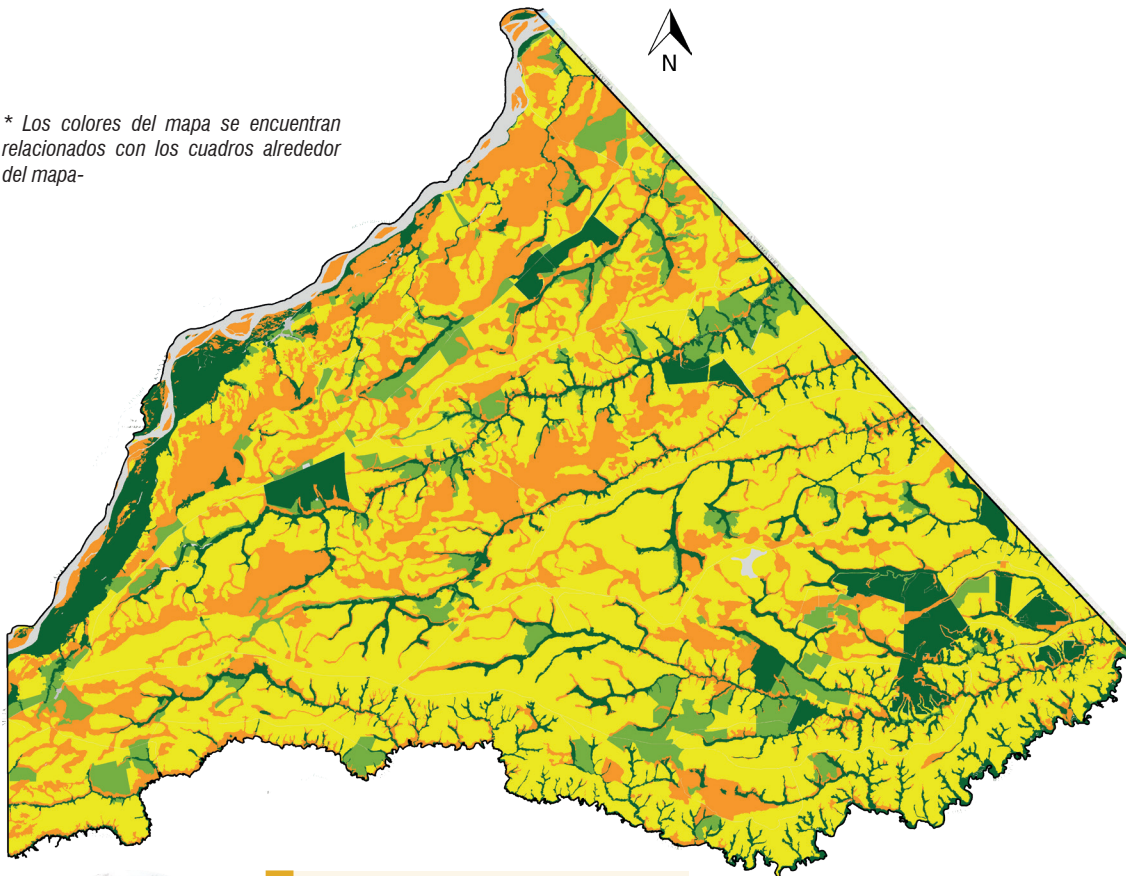 N
* Los colores del mapa se encuentran
relacionados con los cuadros alrededor
del mapa-